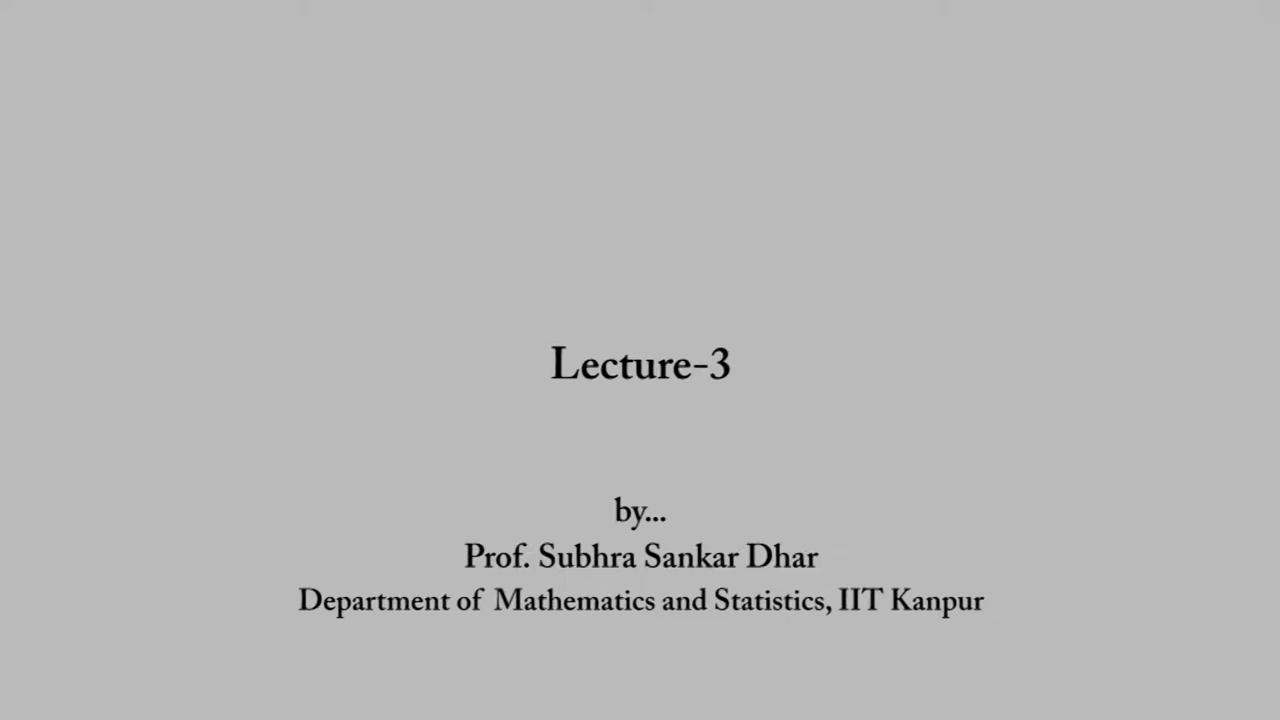 Lecture-3
by...
Prof. Subhra Sankar Dhar
Department of Mathematics and Statistics, IIT Kanpur